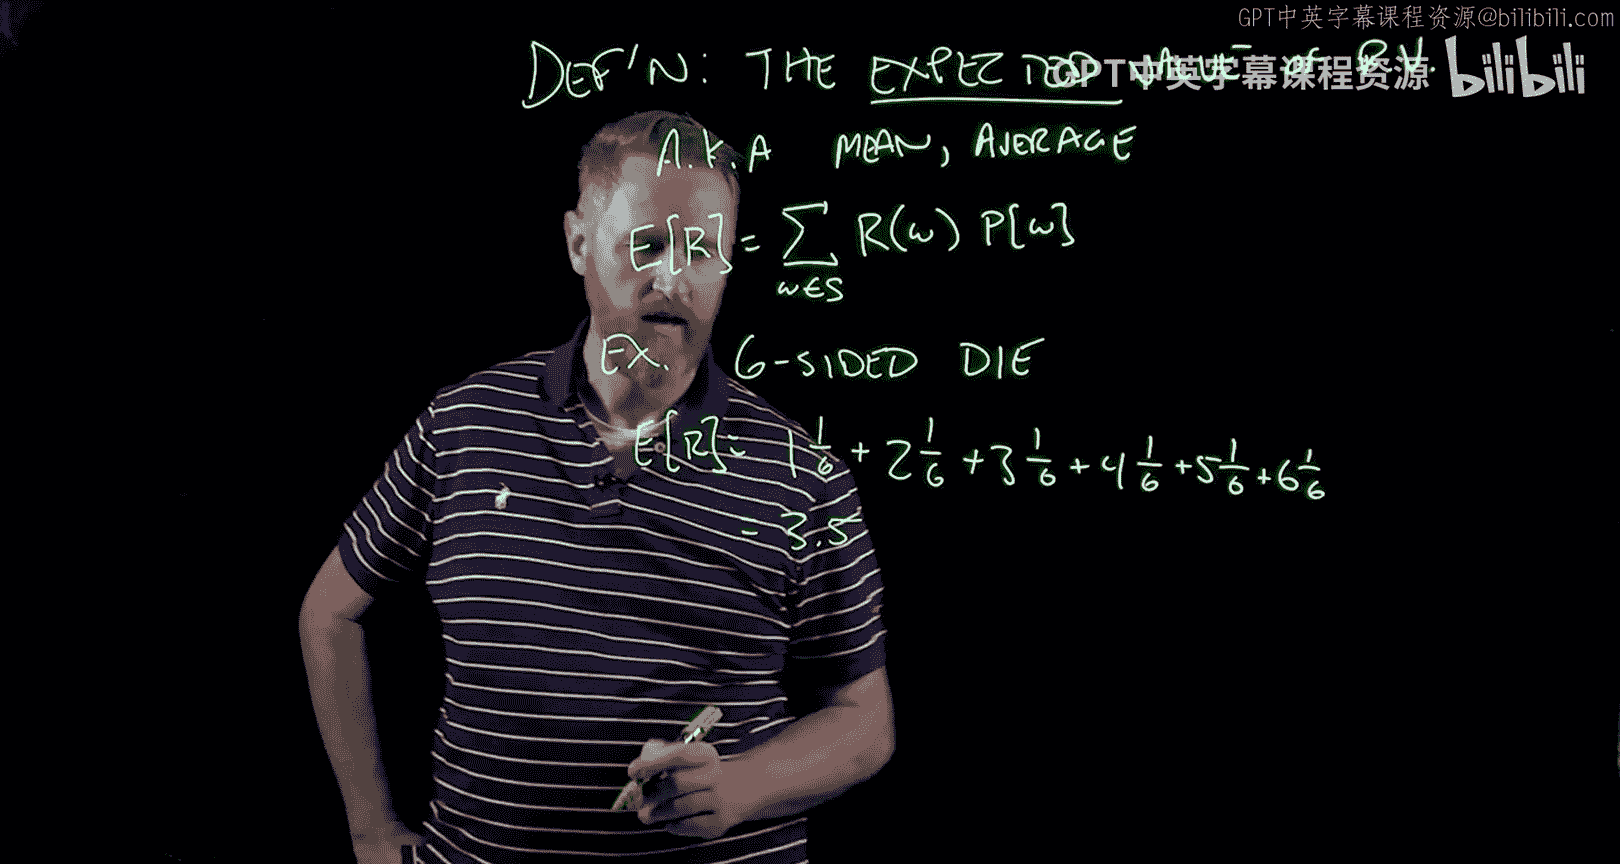 GPT中英字幕课程资源@bilibili.com
DEF'N: THE EXPECTED VALUE OF R.V.
GPT中英字幕课程资源 bilibili
A.K.A MEAN, AVERAGE
E[R] = ∑ R(ω) P[ω]
ω∈S
EX. 6-SIDED DIE
E[R] = 1 1/6 + 2 1/6 + 3 1/6 + 4 1/6 + 5 1/6 + 6 1/6
= 3.5